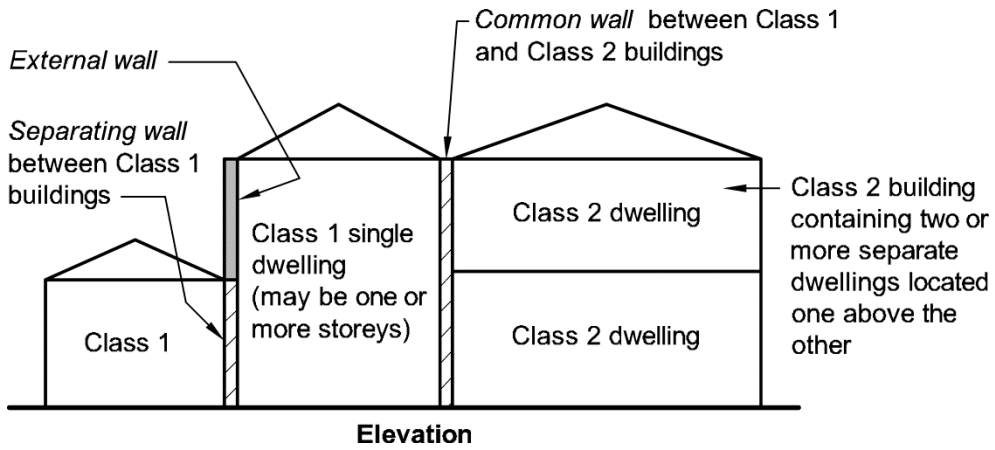 External wall
Separating wall
between Class 1
buildings
Common wall between Class 1
and Class 2 buildings
Class 1
Class 1 single
dwelling
(may be one or
more storeys)
Class 2 dwelling
Class 2 dwelling
Class 2 building
containing two or
more separate
dwellings located
one above the
other
Elevation